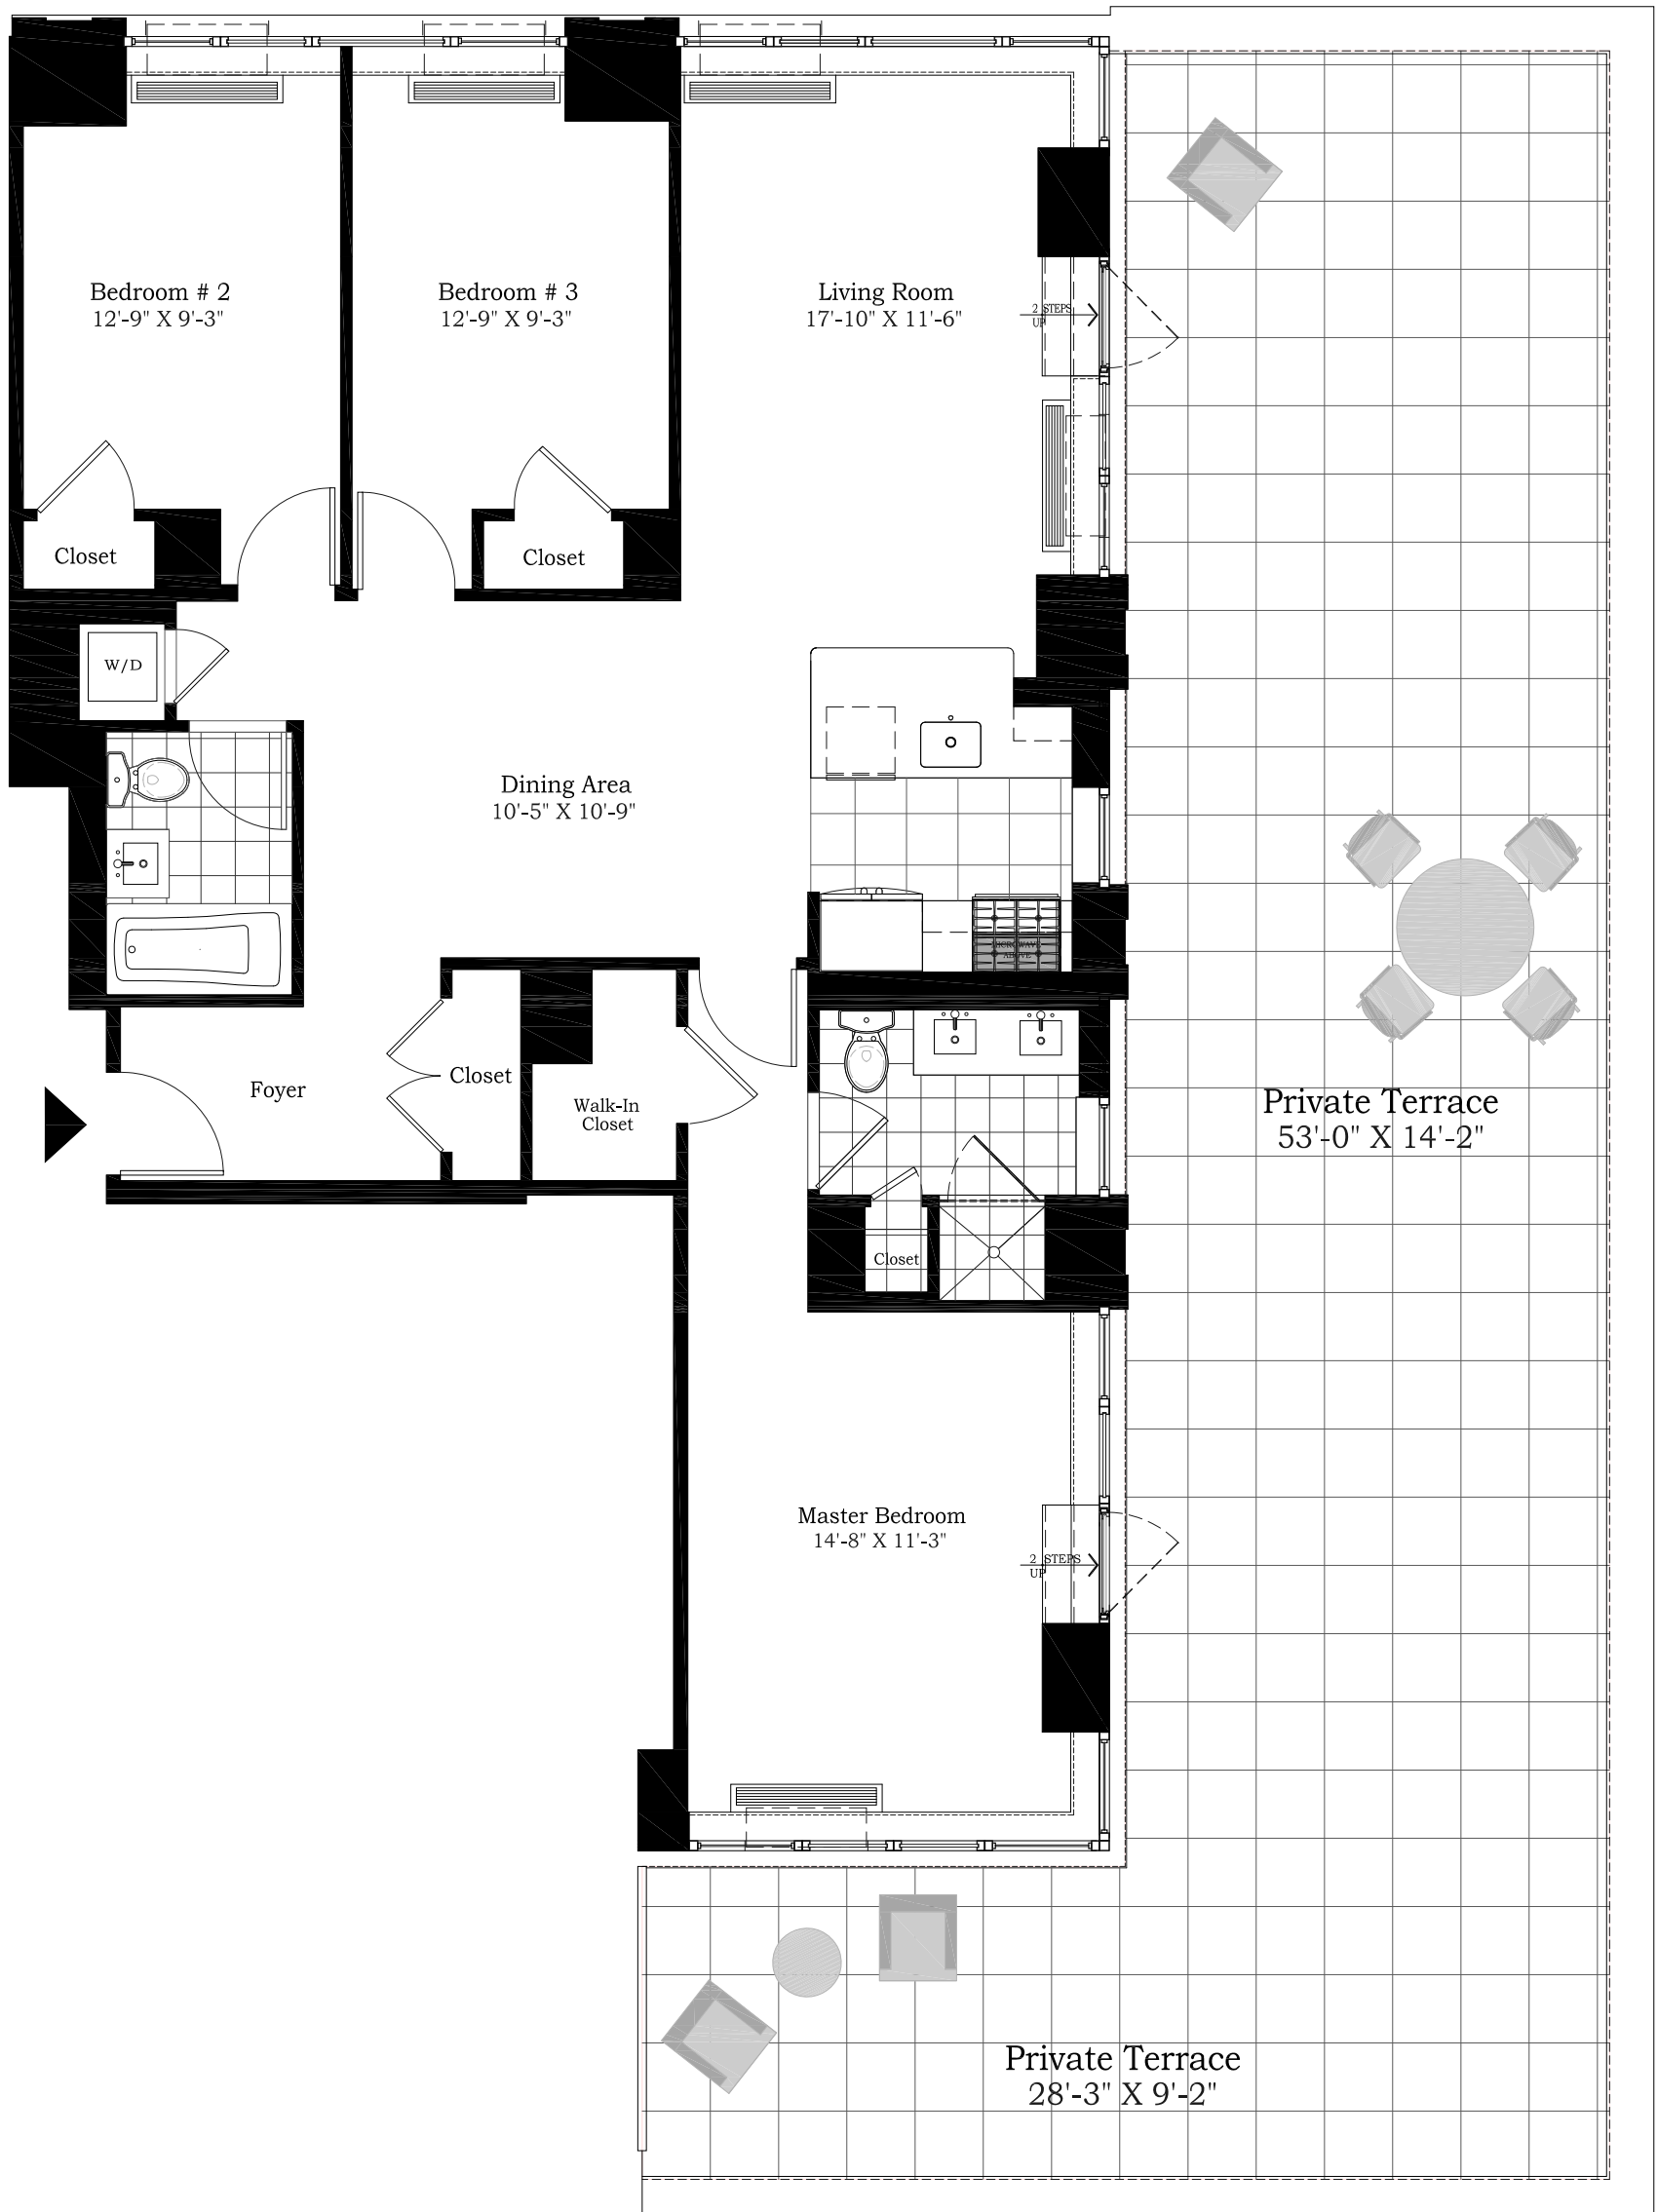 Bedroom # 2
12'-9" X 9'-3"
Bedroom # 3
12'-9" X 9'-3"
Living Room
17'-10" X 11'-6"
2 STEPS
UP
Closet
Closet
W/D
Dining Area
10'-5" X 10'-9"
MICROWAVE
ABOVE
Foyer
Closet
Walk-In
Closet
Private Terrace
53'-0" X 14'-2"
Closet
Master Bedroom
14'-8" X 11'-3"
2 STEPS
UP
Private Terrace
28'-3" X 9'-2"